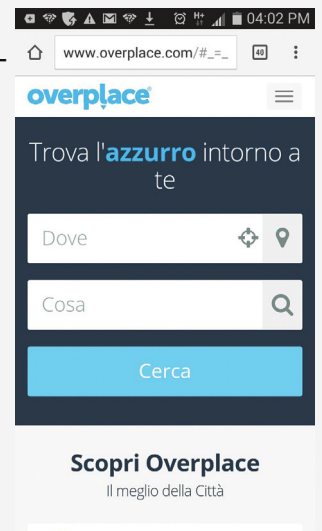 04:02 PM
www.overplace.com/#_=_
40
overplace
Trova l'azzurro intorno a
te
Dove
Cosa
Cerca
Scopri Overplace
Il meglio della Città